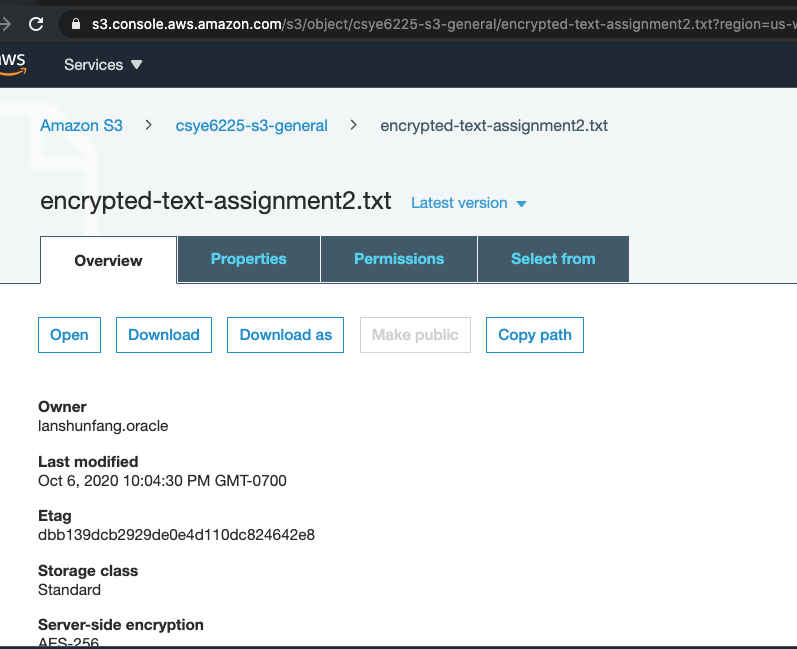 s3.console.aws.amazon.com/s3/object/csye6225-s3-general/encrypted-text-assignment2.txt?region=us-w
aws
Services
Amazon S3 > csye6225-s3-general > encrypted-text-assignment2.txt
encrypted-text-assignment2.txt Latest version
Overview Properties Permissions Select from
Open Download Download as Make public Copy path
Owner
lanshunfang.oracle
Last modified
Oct 6, 2020 10:04:30 PM GMT-0700
Etag
dbb139dcb2929de0e4d110dc824642e8
Storage class
Standard
Server-side encryption
AES-256